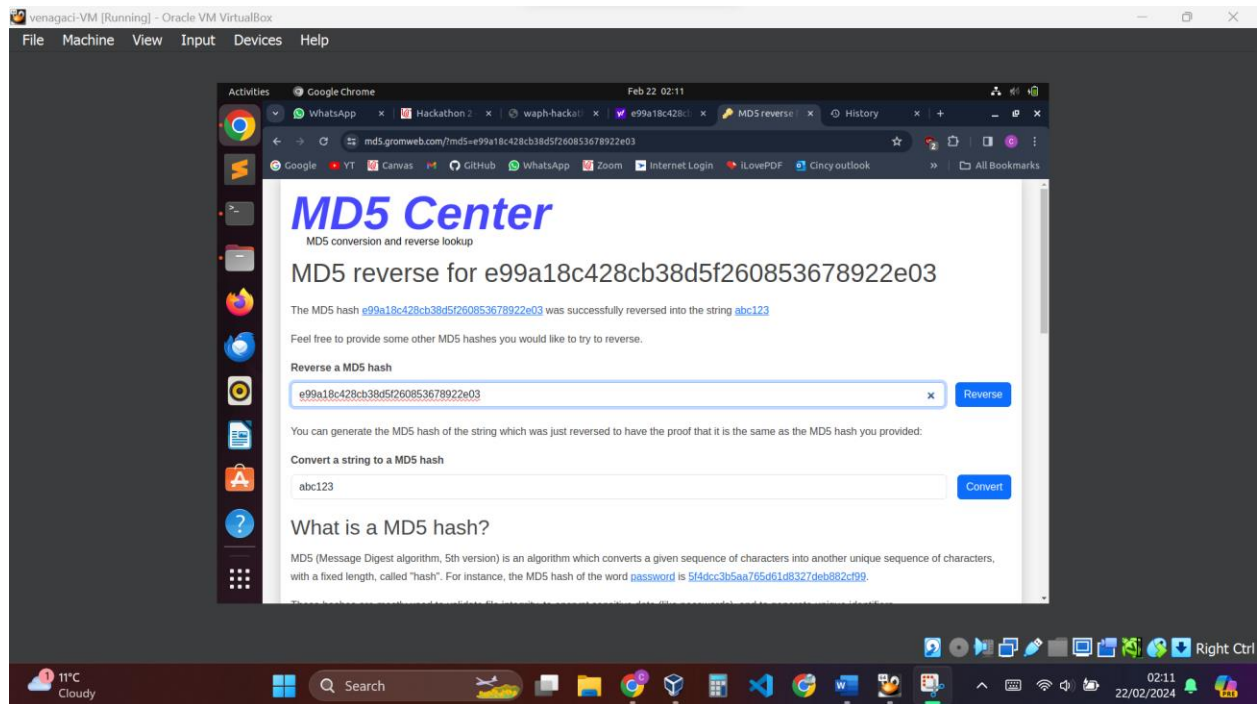 venagaci-VM [Running] - Oracle VM VirtualBox
File Machine View Input Devices Help
Activities Google Chrome Feb 22 02:11
WhatsApp Hackathon 2 waph-hackat e99a18c428c MD5 reverse History
md5.gromweb.com/?md5=e99a18c428cb38d5f260853678922e03
Google YT Canvas GitHub WhatsApp Zoom Internet Login iLovePDF Cincy outlook » All Bookmarks
MD5 Center
MD5 conversion and reverse lookup
MD5 reverse for e99a18c428cb38d5f260853678922e03
The MD5 hash e99a18c428cb38d5f260853678922e03 was successfully reversed into the string abc123
Feel free to provide some other MD5 hashes you would like to try to reverse.
Reverse a MD5 hash
e99a18c428cb38d5f260853678922e03 Reverse
You can generate the MD5 hash of the string which was just reversed to have the proof that it is the same as the MD5 hash you provided:
Convert a string to a MD5 hash
abc123 Convert
What is a MD5 hash?
MD5 (Message Digest algorithm, 5th version) is an algorithm which converts a given sequence of characters into another unique sequence of characters,
with a fixed length, called "hash". For instance, the MD5 hash of the word password is 5f4dcc3b5aa765d61d8327deb882cf99.
Right Ctrl
11°C
Cloudy
Search
02:11
22/02/2024